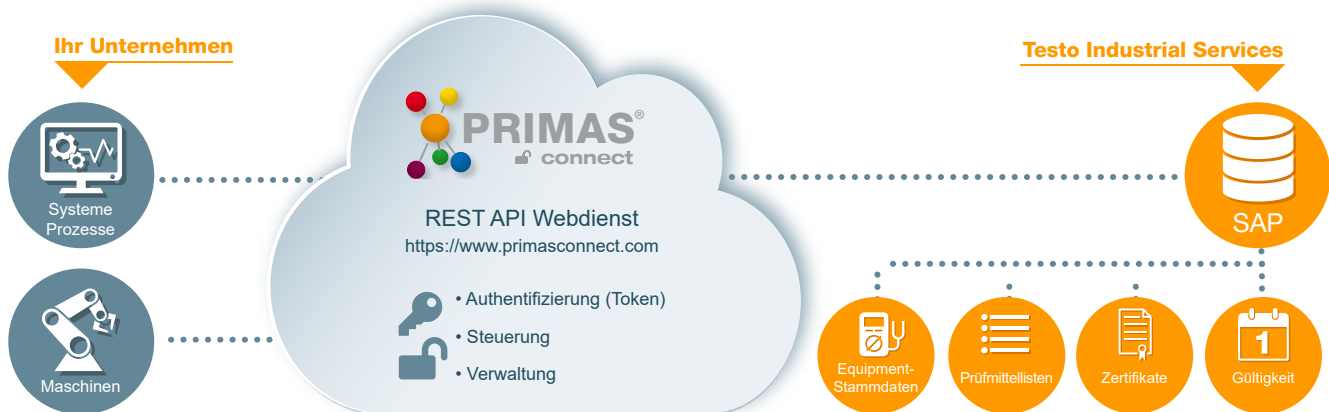 Ihr Unternehmen
Systeme
Prozesse
Maschinen
PRIMAS®
connect
REST API Webdienst
https://www.primasconnect.com
• Authentifizierung (Token)
• Steuerung
• Verwaltung
Testo Industrial Services
SAP
Equipment-
Stammdaten
Prüfmittellisten
Zertifikate
1
Gültigkeit